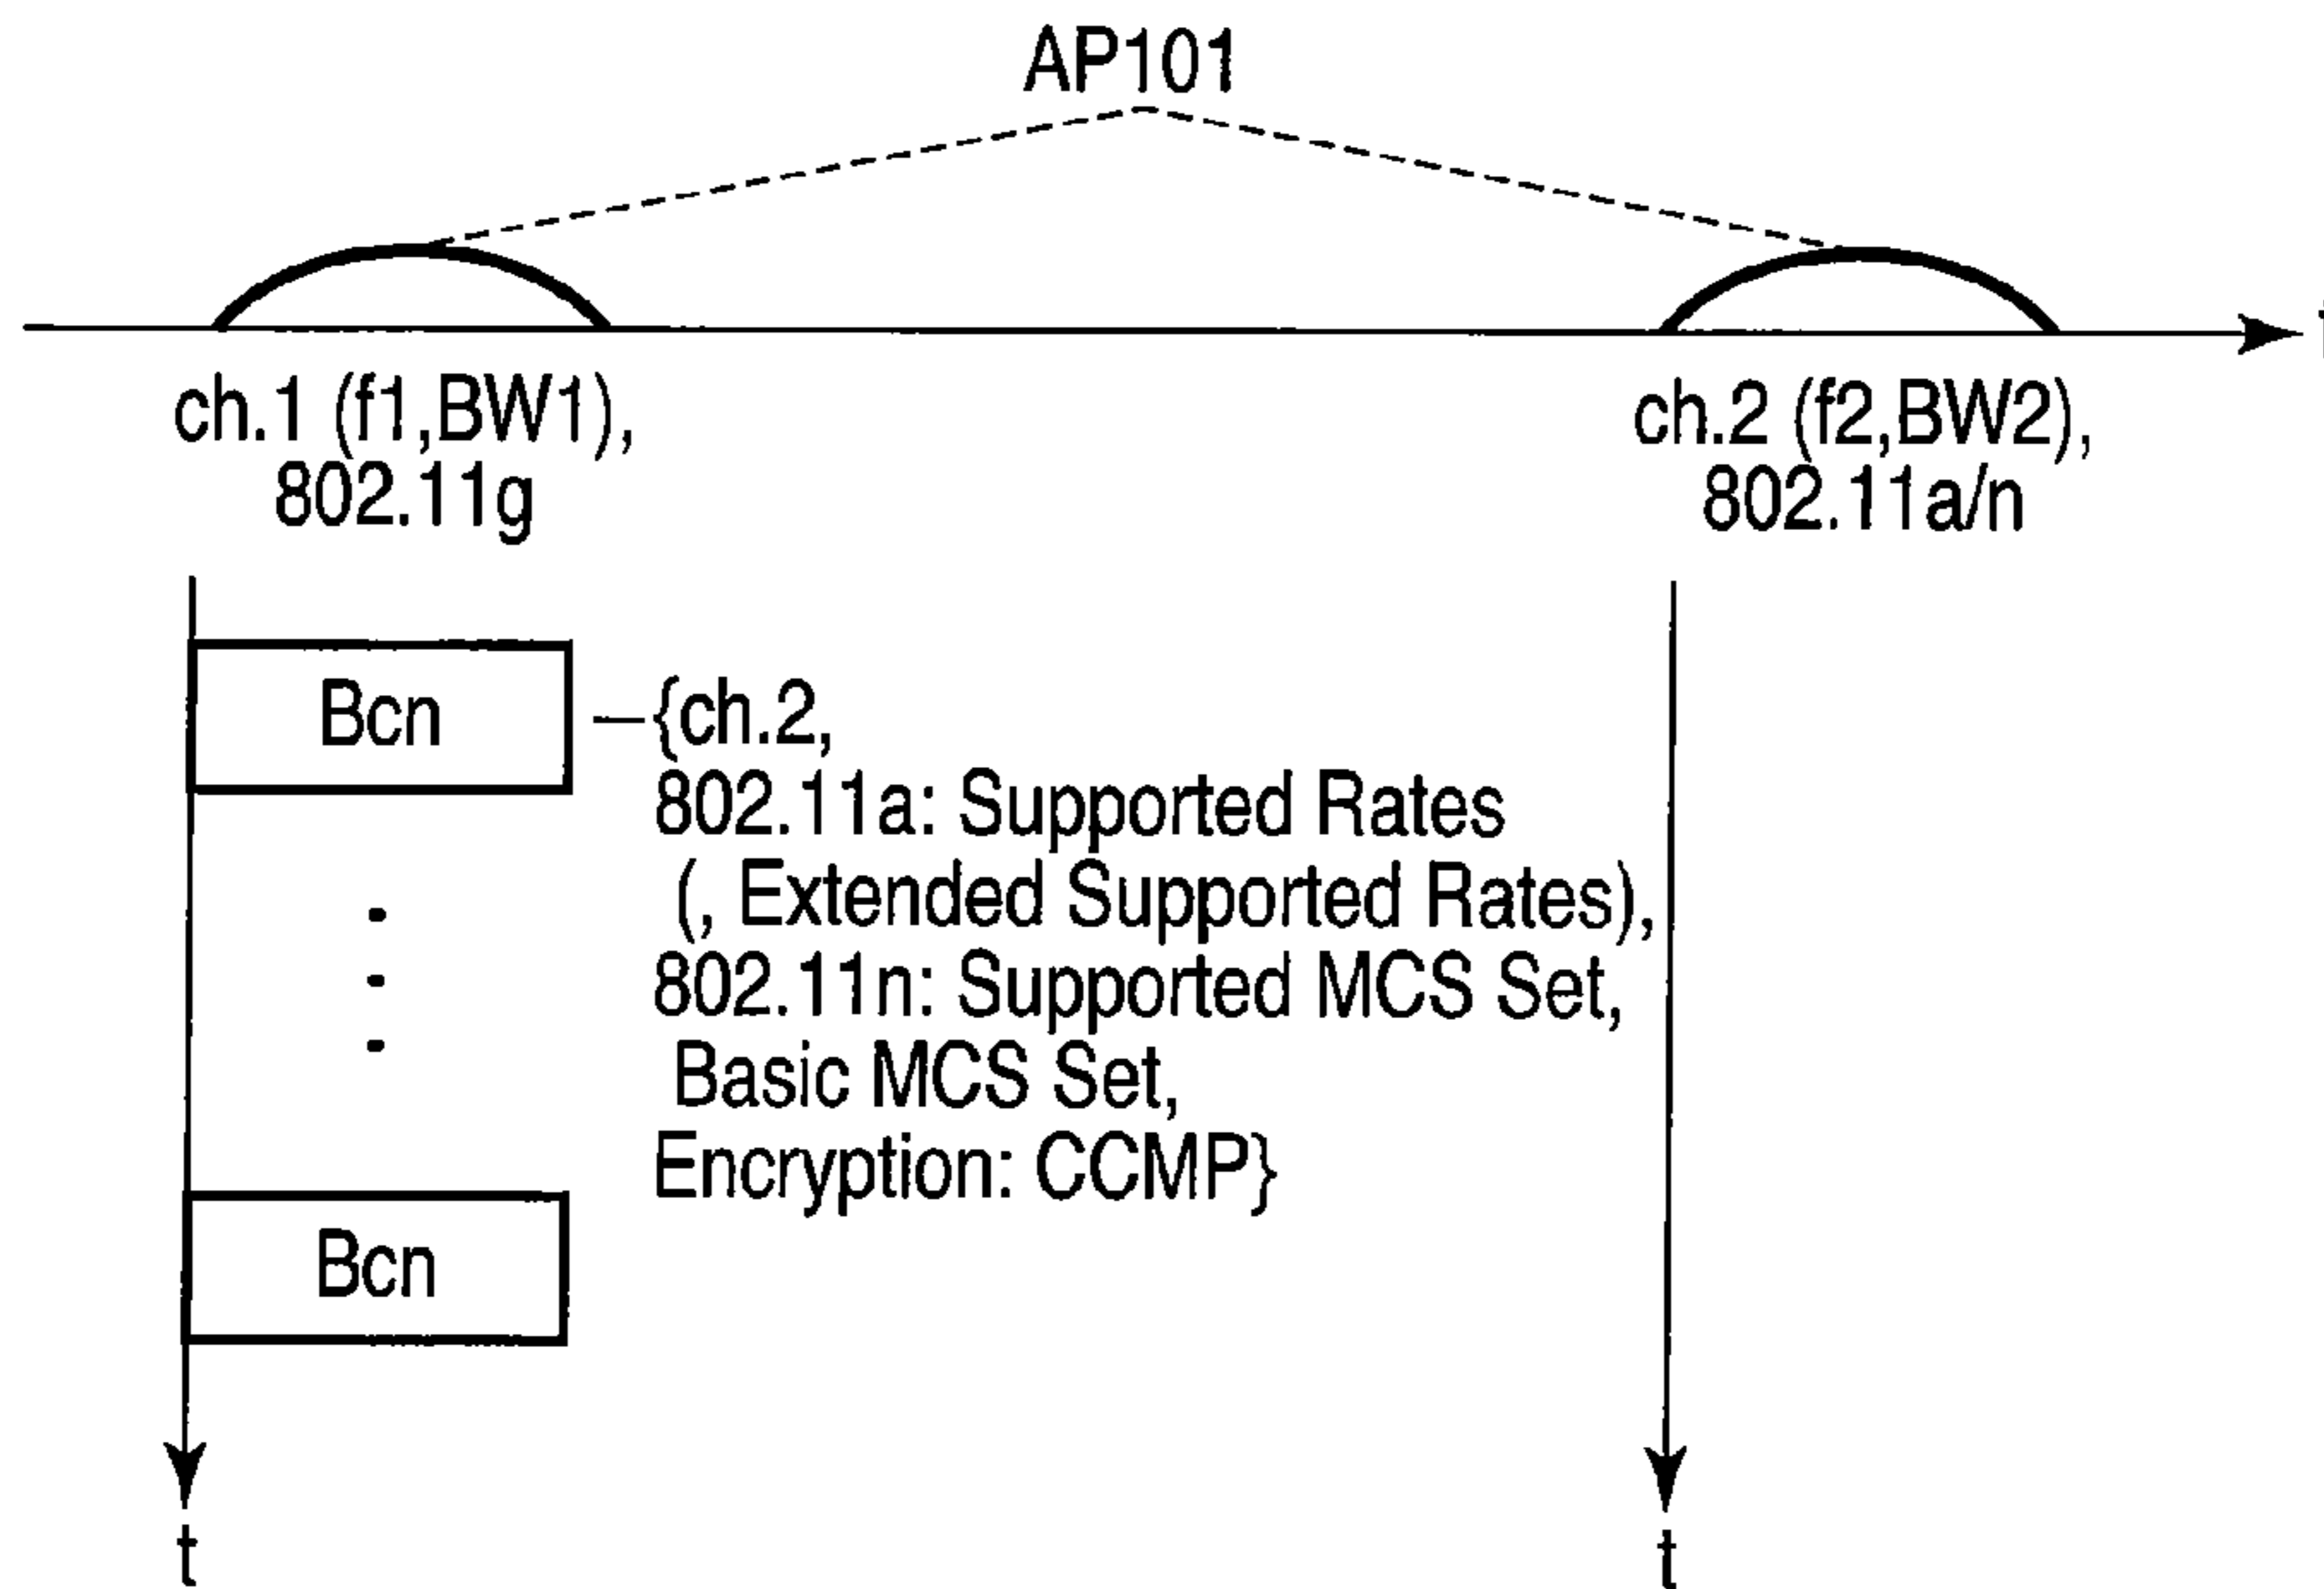 AP101
ch.1 (f1,BW1),
802.11g
ch.2 (f2,BW2),
802.11a/n
Bcn
{ch.2,
802.11a: Supported Rates
(, Extended Supported Rates),
802.11n: Supported MCS Set,
Basic MCS Set,
Encryption: CCMP}
Bcn
t
t